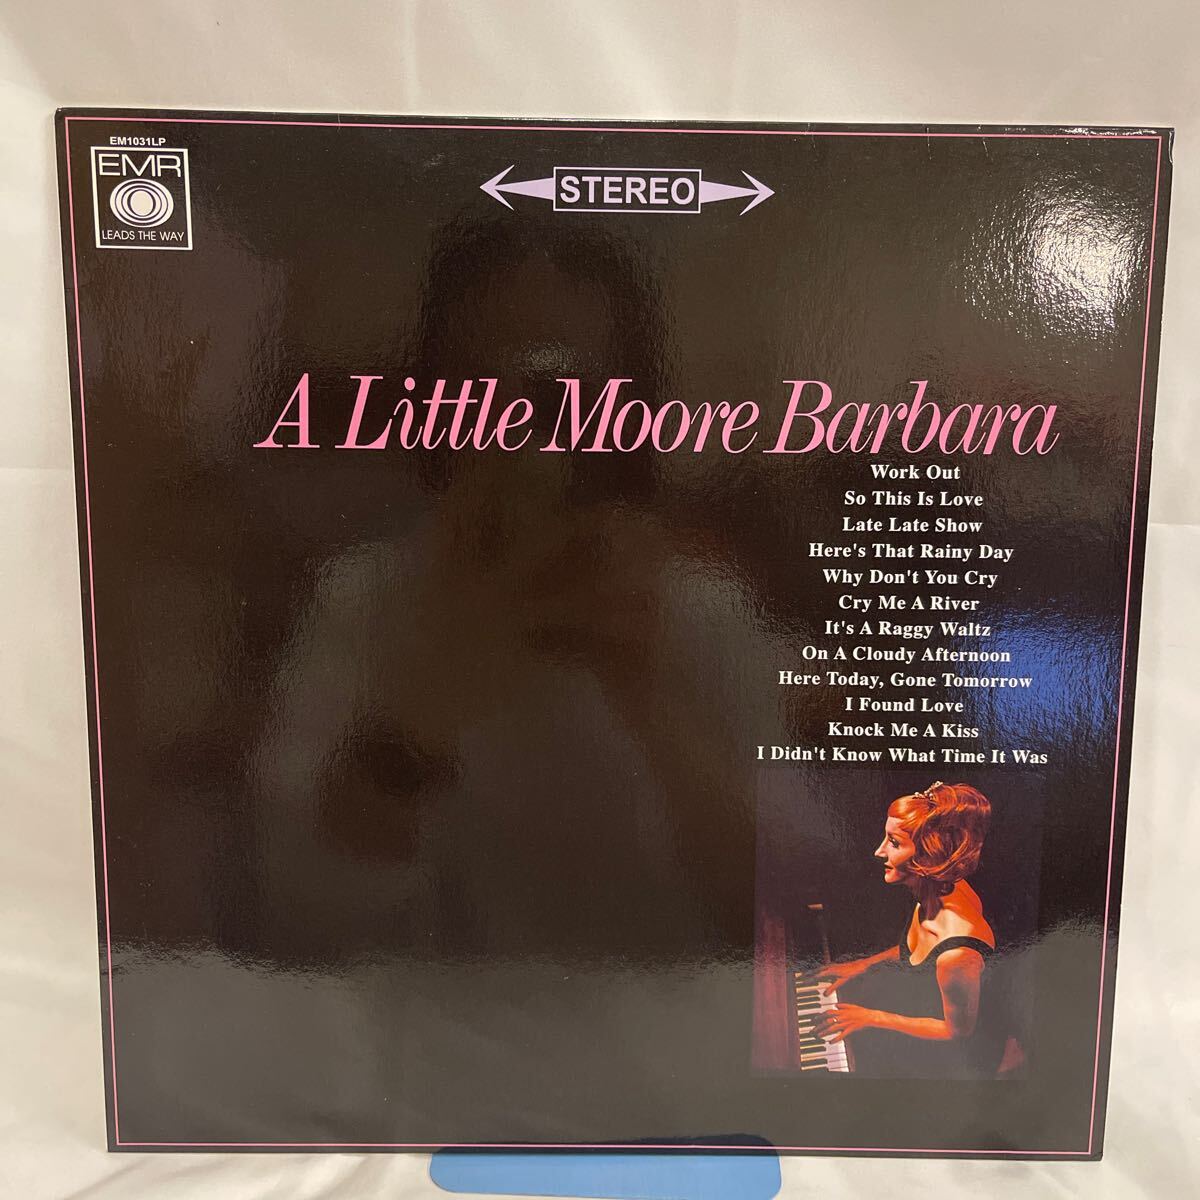 EM1031LP
EMR
LEADS THE WAY
STEREO
A Little Moore Barbara
Work Out
So This Is Love
Late Late Show
Here's That Rainy Day
Why Don't You Cry
Cry Me A River
It's A Raggy Waltz
On A Cloudy Afternoon
Here Today, Gone Tomorrow
I Found Love
Knock Me A Kiss
I Didn't Know What Time It Was